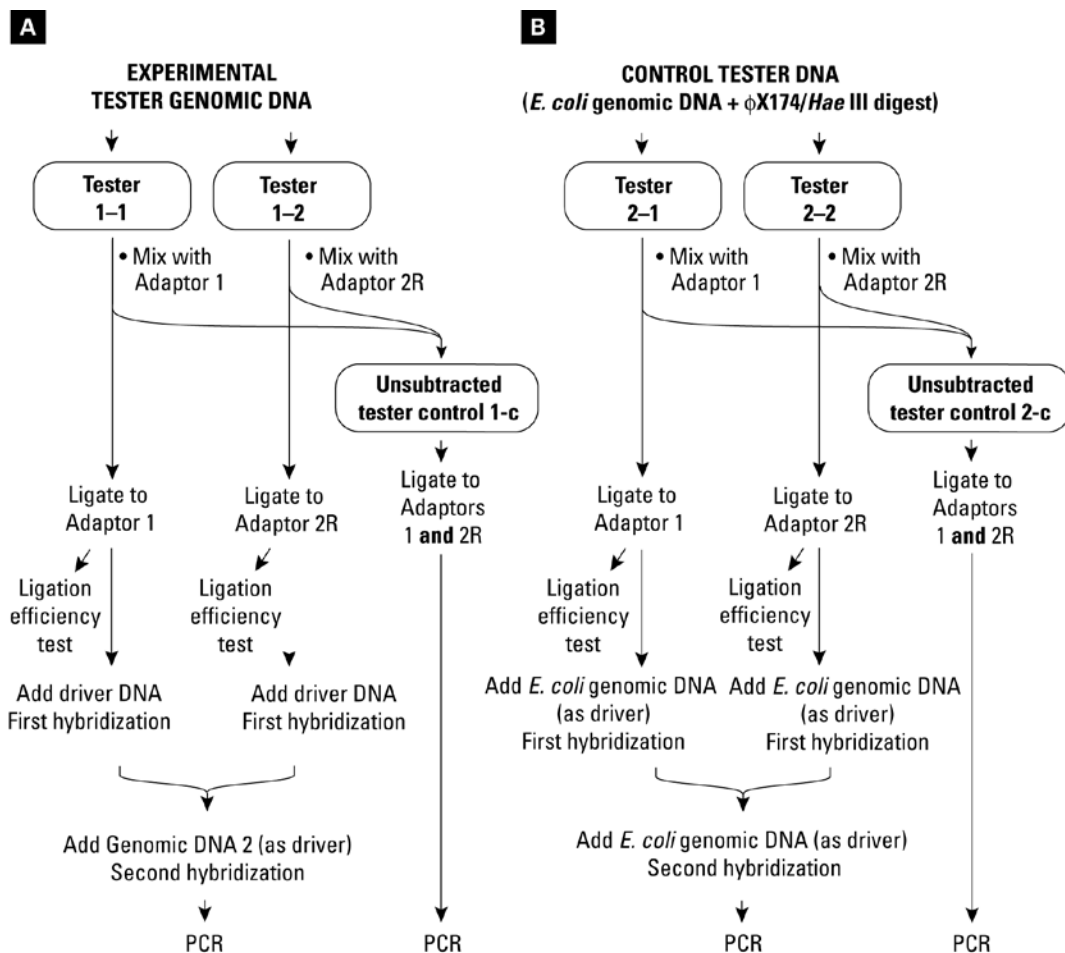 A
EXPERIMENTAL
TESTER GENOMIC DNA
Tester
1–1
Tester
1–2
• Mix with
Adaptor 1
• Mix with
Adaptor 2R
Unsubtracted
tester control 1-c
Ligate to
Adaptor 1
Ligate to
Adaptor 2R
Ligate to
Adaptors
1 and 2R
Ligation
efficiency
test
Ligation
efficiency
test
Add driver DNA
First hybridization
Add driver DNA
First hybridization
Add Genomic DNA 2 (as driver)
Second hybridization
PCR
PCR
B
CONTROL TESTER DNA
(E. coli genomic DNA + ϕX174/Hae III digest)
Tester
2–1
Tester
2–2
• Mix with
Adaptor 1
• Mix with
Adaptor 2R
Unsubtracted
tester control 2-c
Ligate to
Adaptor 1
Ligate to
Adaptor 2R
Ligate to
Adaptors
1 and 2R
Ligation
efficiency
test
Ligation
efficiency
test
Add E. coli genomic DNA
(as driver)
First hybridization
Add E. coli genomic DNA
(as driver)
First hybridization
Add E. coli genomic DNA (as driver)
Second hybridization
PCR
PCR